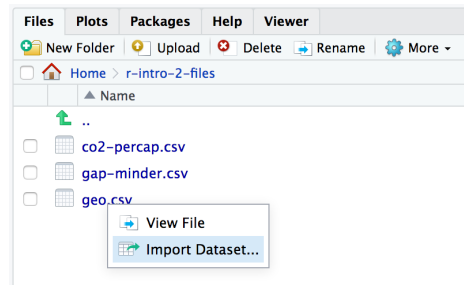 Files Plots Packages Help Viewer
New Folder Upload Delete Rename More
Home > r-intro-2-files
Name
..
co2-percap.csv
gap-minder.csv
geo.csv
View File
Import Dataset...